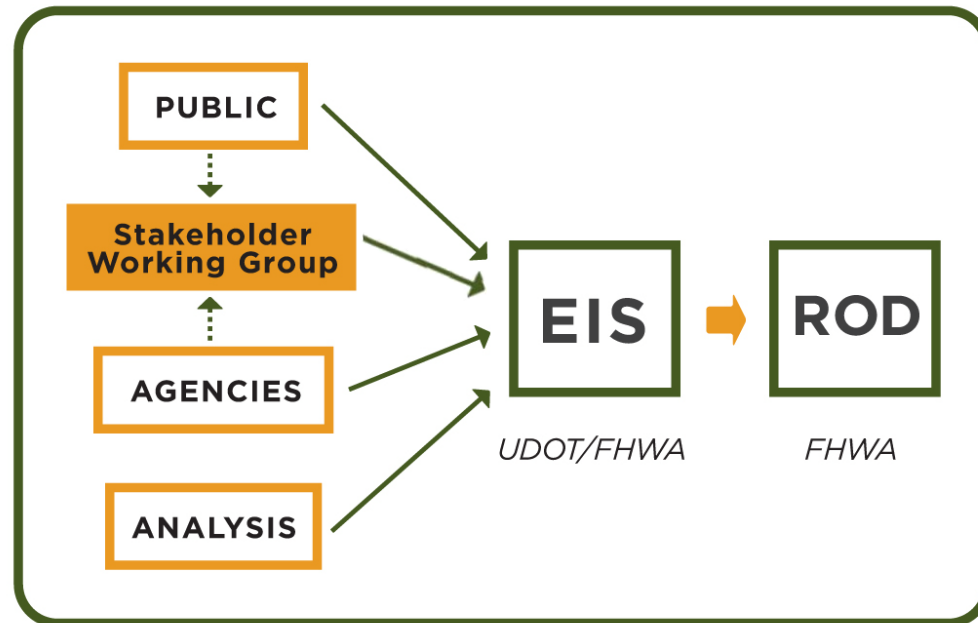 PUBLIC
Stakeholder
Working Group
AGENCIES
ANALYSIS
EIS
UDOT/FHWA
ROD
FHWA